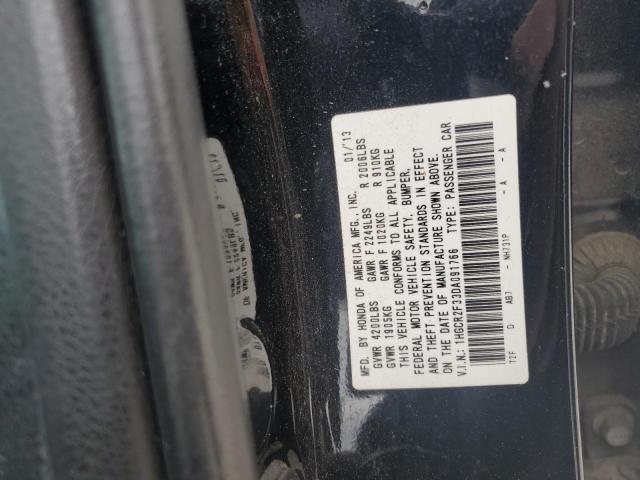 MFD. BY HONDA OF AMERICA MFG., INC. 01/'13
GVWR 4200LBS GAWR F 2249LBS R 2006LBS
GVWR 1905KG GAWR F 1020KG R 910KG
THIS VEHICLE CONFORMS TO ALL APPLICABLE
FEDERAL MOTOR VEHICLE SAFETY, BUMPER,
AND THEFT PREVENTION STANDARDS IN EFFECT
ON THE DATE OF MANUFACTURE SHOWN ABOVE.
V.I.N.: 1HGCR2F33DA091766 TYPE: PASSENGER CAR
T2F D AB7 - NH731P - A - A